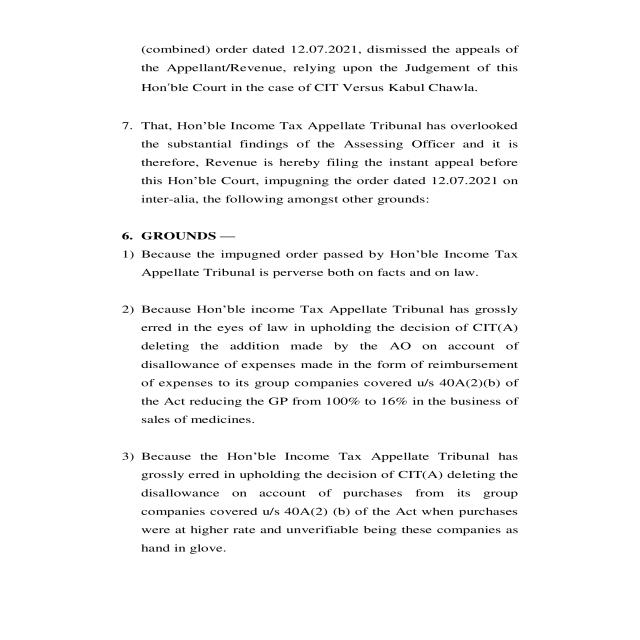 (combined) order dated 12.07.2021, dismissed the appeals of
the Appellant/Revenue, relying upon the Judgement of this
Hon'ble Court in the case of CIT Versus Kabul Chawla.
7. That, Hon’ble Income Tax Appellate Tribunal has overlooked
the substantial findings of the Assessing Officer and it is
therefore, Revenue is hereby filing the instant appeal before
this Hon’ble Court, impugning the order dated 12.07.2021 on
inter-alia, the following amongst other grounds:
6. GROUNDS —
1) Because the impugned order passed by Hon’ble Income Tax
Appellate Tribunal is perverse both on facts and on law.
2) Because Hon’ble income Tax Appellate Tribunal has grossly
erred in the eyes of law in upholding the decision of CIT(A)
deleting the addition made by the AO on account of
disallowance of expenses made in the form of reimbursement
of expenses to its group companies covered u/s 40A(2)(b) of
the Act reducing the GP from 100% to 16% in the business of
sales of medicines.
3) Because the Hon’ble Income Tax Appellate Tribunal has
grossly erred in upholding the decision of CIT(A) deleting the
disallowance on account of purchases from its group
companies covered u/s 40A(2) (b) of the Act when purchases
were at higher rate and unverifiable being these companies as
hand in glove.